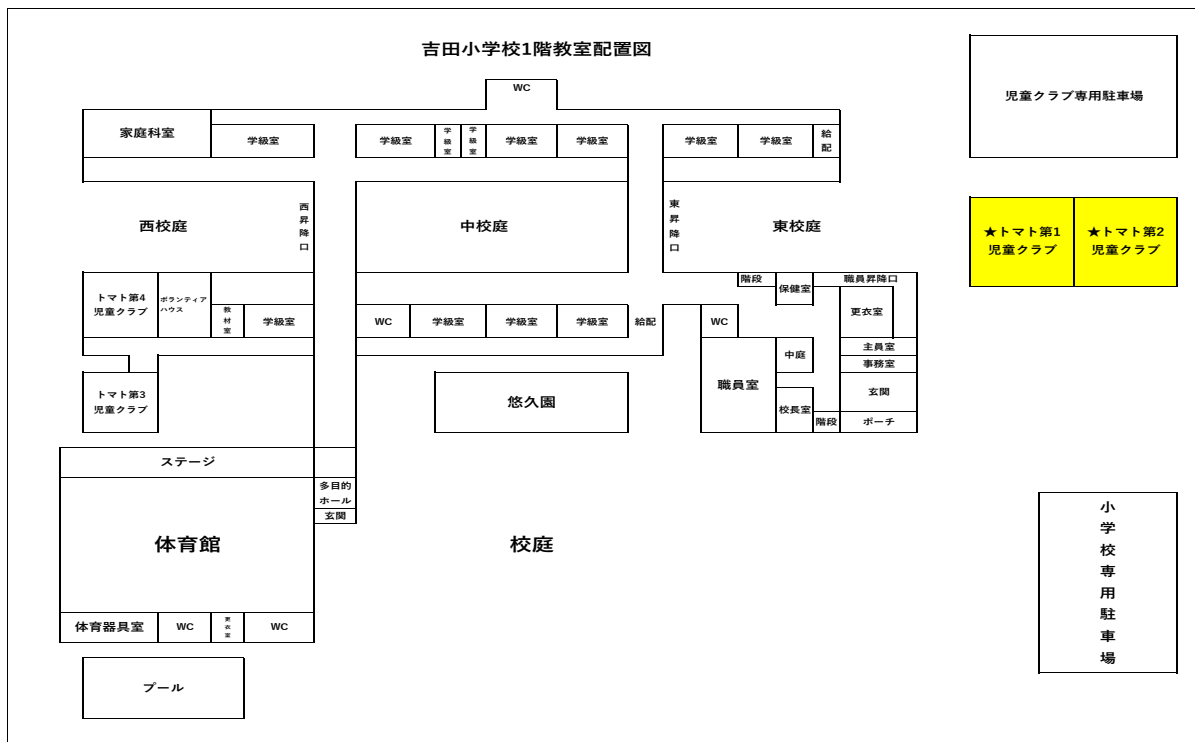 吉田小学校1階教室配置図
WC
児童クラブ専用駐車場
家庭科室
学級室
学級室
学級室
学級室
学級室
学級室
学級室
学級室
給配
西校庭
西昇降口
中校庭
東昇降口
東校庭
★トマト第1
児童クラブ
★トマト第2
児童クラブ
トマト第4
児童クラブ
ボランティア
ハウス
教材室
学級室
WC
学級室
学級室
学級室
給配
WC
階段
保健室
職員昇降口
更衣室
主員室
事務室
中庭
職員室
玄関
校長室
階段
ポーチ
トマト第3
児童クラブ
悠久園
ステージ
多目的
ホール
玄関
体育館
校庭
小学校専用駐車場
体育器具室
WC
更衣室
WC
プール